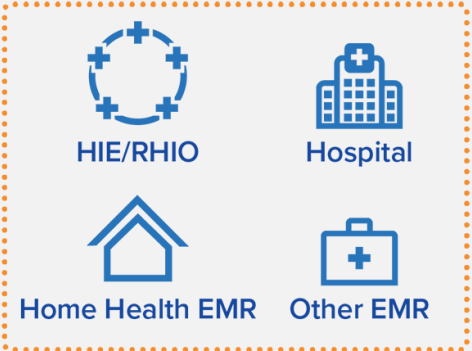 HIE/RHIO
Hospital
Home Health EMR
Other EMR